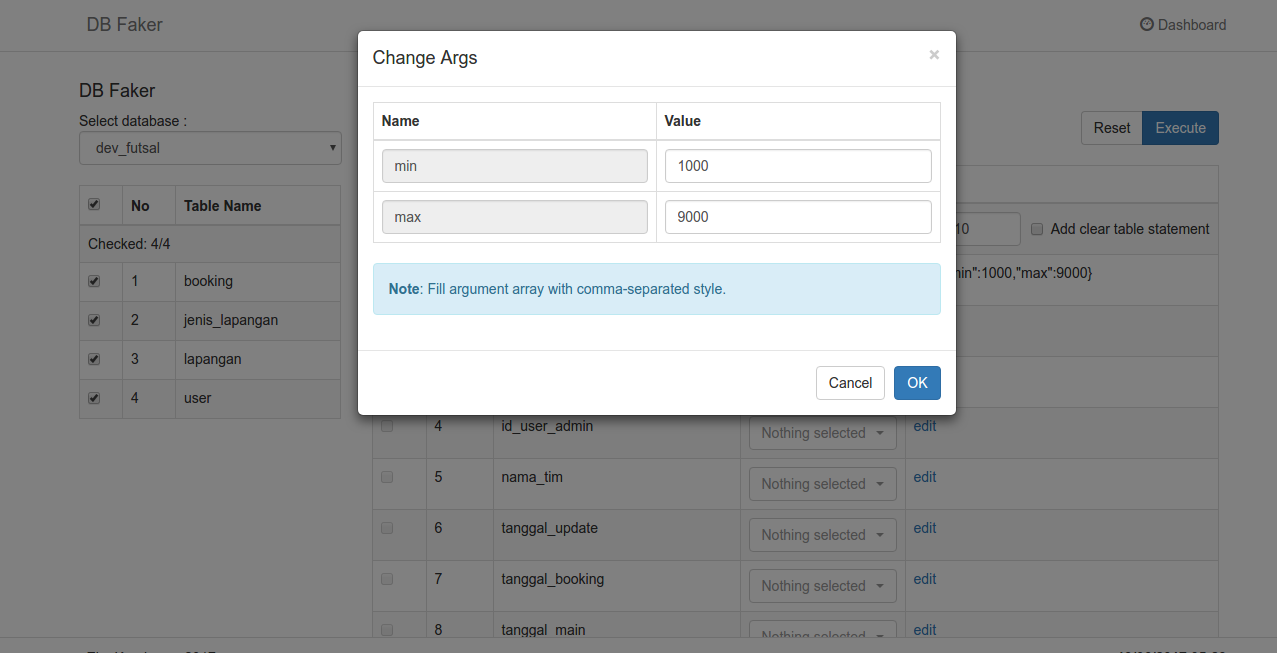 DB Faker
Dashboard
Change Args
×
Name Value
min 1000
max 9000
Note: Fill argument array with comma-separated style.
Cancel OK
DB Faker
Select database :
dev_futsal
No Table Name
Checked: 4/4
1 booking
2 jenis_lapangan
3 lapangan
4 user
Reset Execute
10 Add clear table statement
in":1000,"max":9000}
4 id_user_admin Nothing selected edit
5 nama_tim Nothing selected edit
6 tanggal_update Nothing selected edit
7 tanggal_booking Nothing selected edit
8 tanggal_main Nothing selected edit